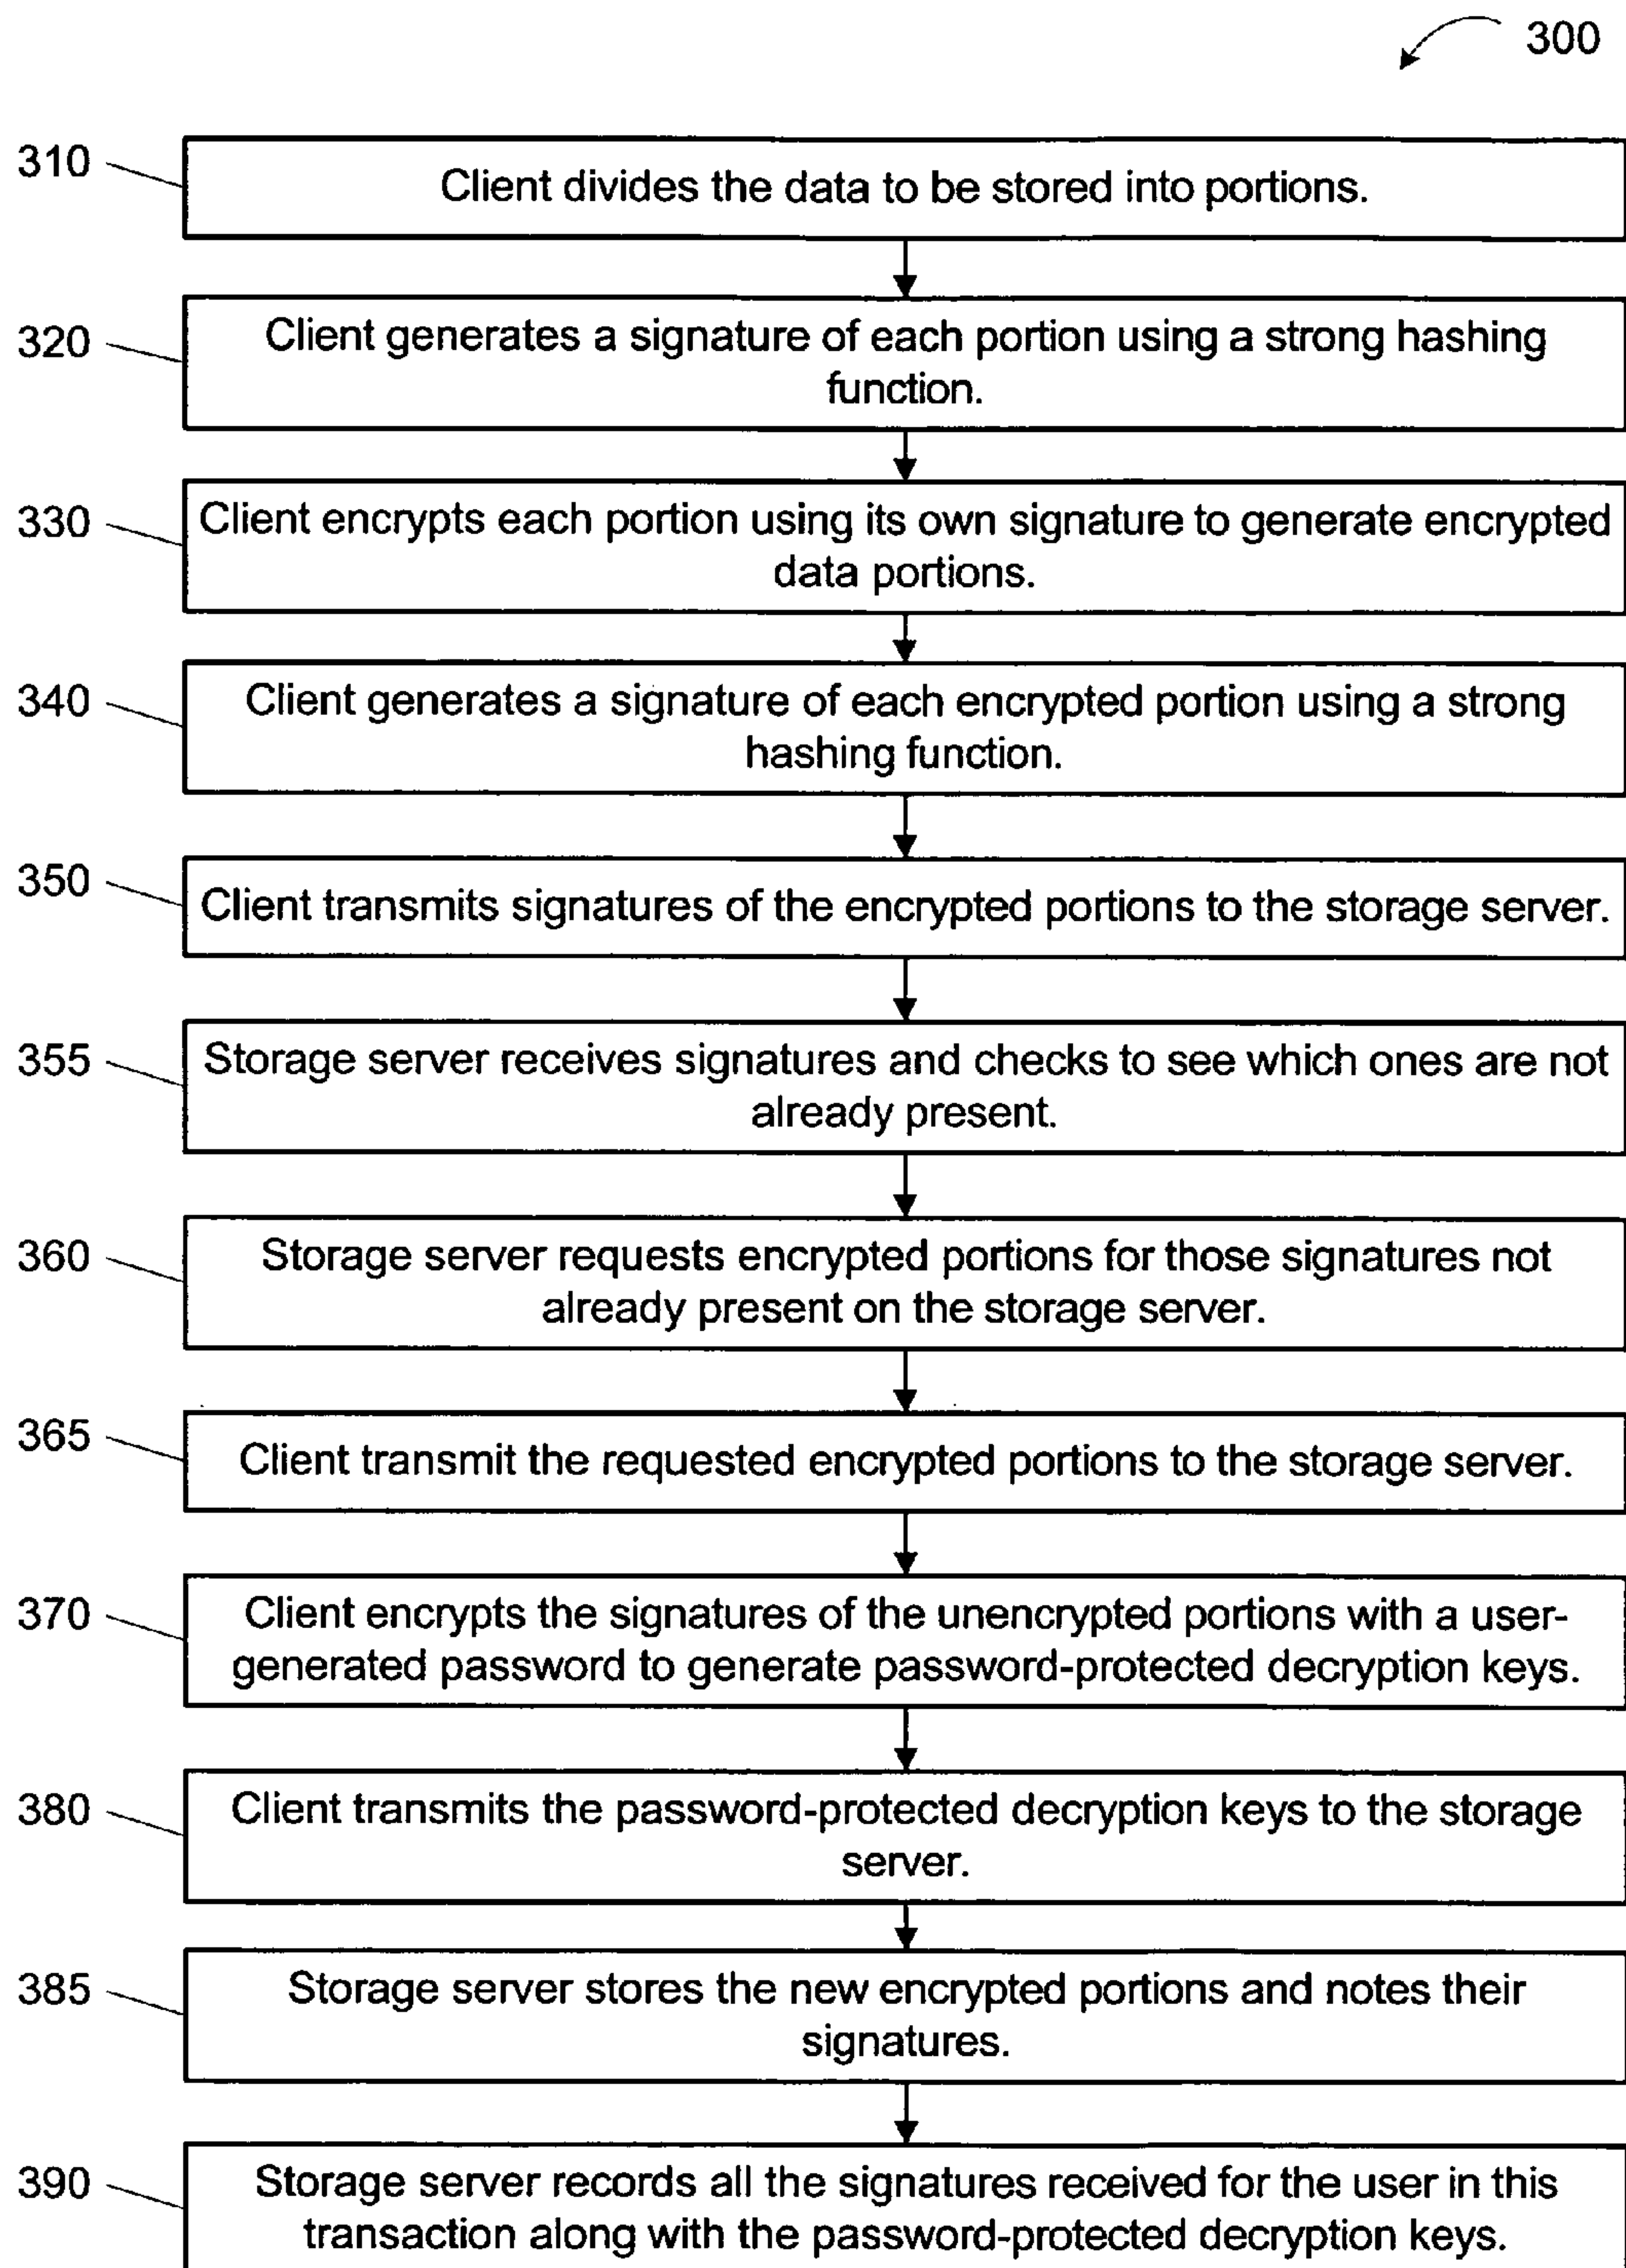 300
310
Client divides the data to be stored into portions.
320
Client generates a signature of each portion using a strong hashing
function.
330
Client encrypts each portion using its own signature to generate encrypted
data portions.
340
Client generates a signature of each encrypted portion using a strong
hashing function.
350
Client transmits signatures of the encrypted portions to the storage server.
355
Storage server receives signatures and checks to see which ones are not
already present.
360
Storage server requests encrypted portions for those signatures not
already present on the storage server.
365
Client transmit the requested encrypted portions to the storage server.
370
Client encrypts the signatures of the unencrypted portions with a user-
generated password to generate password-protected decryption keys.
380
Client transmits the password-protected decryption keys to the storage
server.
385
Storage server stores the new encrypted portions and notes their
signatures.
390
Storage server records all the signatures received for the user in this
transaction along with the password-protected decryption keys.